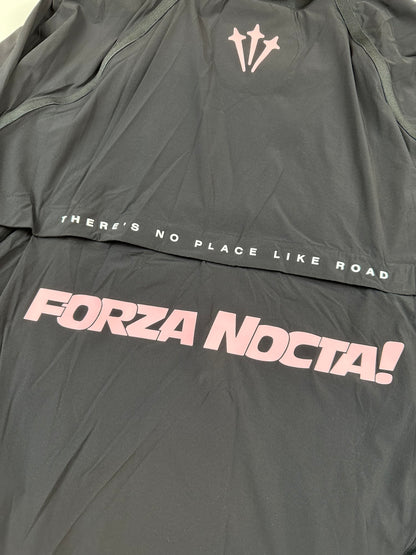 THERE'S NO PLACE LIKE ROAD
FORZA NOCTA!